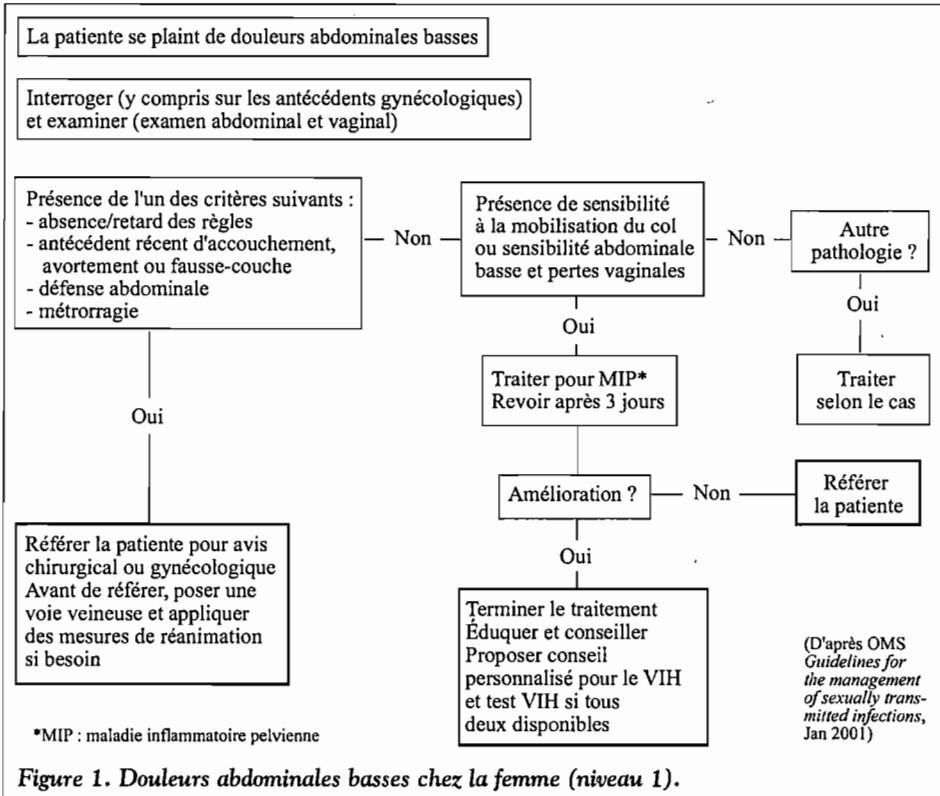 La patiente se plaint de douleurs abdominales basses
Interroger (y compris sur les antécédents gynécologiques)
et examiner (examen abdominal et vaginal)
Présence de l'un des critères suivants :
- absence/retard des règles
- antécédent récent d'accouchement,
avortement ou fausse-couche
- défense abdominale
- métrorragie
Non
Présence de sensibilité
à la mobilisation du col
ou sensibilité abdominale
basse et pertes vaginales
Non
Autre
pathologie ?
Oui
Oui
Oui
Traiter pour MIP*
Revoir après 3 jours
Traiter
selon le cas
Amélioration ?
Non
Référer
la patiente
Oui
Référer la patiente pour avis
chirurgical ou gynécologique
Avant de référer, poser une
voie veineuse et appliquer
des mesures de réanimation
si besoin
Terminer le traitement
Éduquer et conseiller
Proposer conseil
personnalisé pour le VIH
et test VIH si tous
deux disponibles
(D'après OMS
Guidelines for
the management
of sexually trans-
mitted infections,
Jan 2001)
*MIP : maladie inflammatoire pelvienne
Figure 1. Douleurs abdominales basses chez la femme (niveau 1).